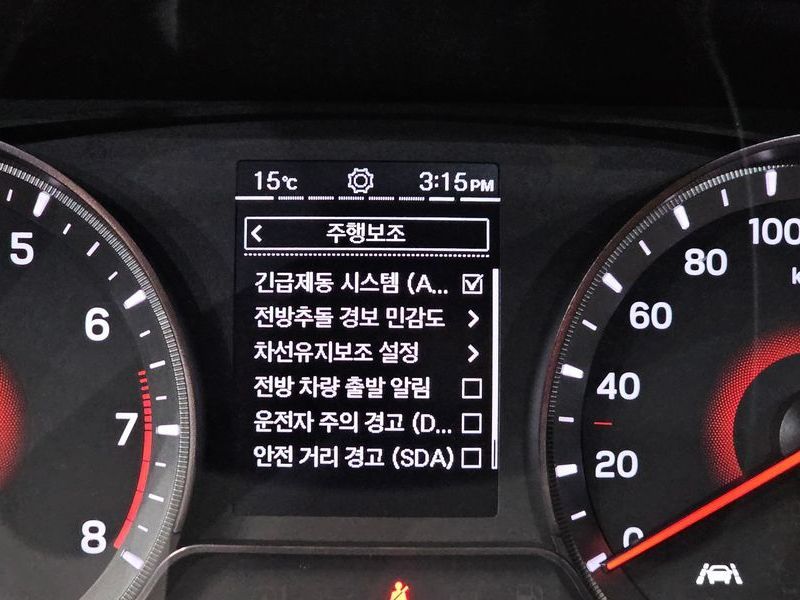 15℃ 3:15PM
< 주행보조
긴급제동 시스템 (A...
전방추돌 경보 민감도 >
차선유지보조 설정 >
전방 차량 출발 알림
운전자 주의 경고 (D...
안전 거리 경고 (SDA)
5
6
7
8
100
80
60
40
20
0